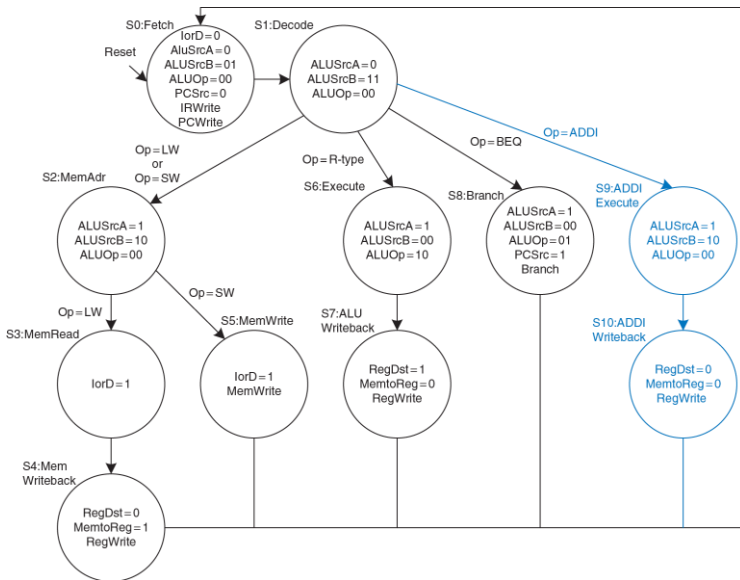 S0:Fetch
S1:Decode
Reset
IorD=0
AluSrcA=0
ALUSrcB=01
ALUOp=00
PCSrc=0
IRWrite
PCWrite
ALUSrcA=0
ALUSrcB=11
ALUOp=00
Op=LW
or
Op=SW
Op=R-type
Op=BEQ
Op=ADDI
S2:MemAdr
ALUSrcA=1
ALUSrcB=10
ALUOp=00
S6:Execute
ALUSrcA=1
ALUSrcB=00
ALUOp=10
S8:Branch
ALUSrcA=1
ALUSrcB=00
ALUOp=01
PCSrc=1
Branch
S9:ADDI
Execute
ALUSrcA=1
ALUSrcB=10
ALUOp=00
Op=LW
Op=SW
S3:MemRead
IorD=1
S5:MemWrite
IorD=1
MemWrite
S7:ALU
Writeback
RegDst=1
MemtoReg=0
RegWrite
S10:ADDI
Writeback
RegDst=0
MemtoReg=0
RegWrite
S4:Mem
Writeback
RegDst=0
MemtoReg=1
RegWrite